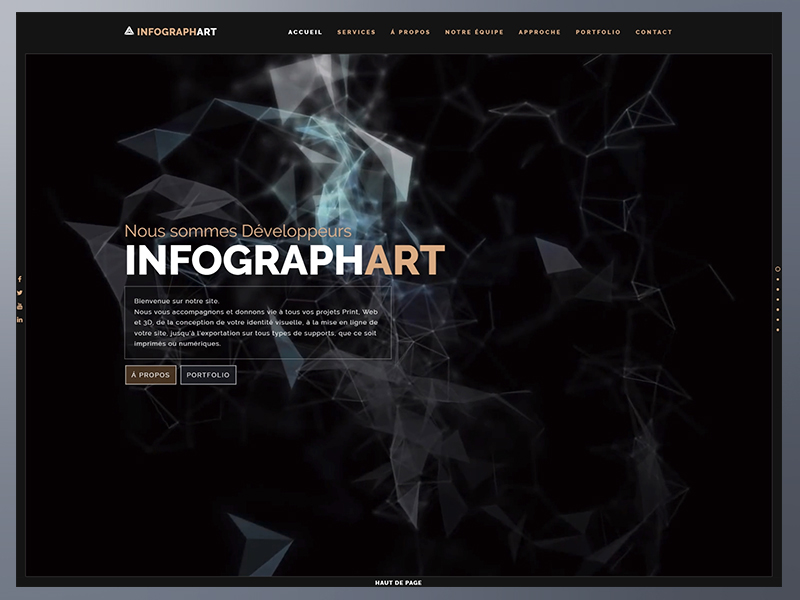 INFOGRAPHART
ACCUEIL
SERVICES
Á PROPOS
NOTRE ÉQUIPE
APPROCHE
PORTFOLIO
CONTACT
Nous sommes Développeurs
INFOGRAPHART
Bienvenue sur notre site.
Nous vous accompagnons et donnons vie à tous vos projets Print, Web
et 3D, de la conception de votre identité visuelle, à la mise en ligne de
votre site, jusqu'à l'exportation sur tous types de supports, que ce soit
imprimés ou numériques.
Á PROPOS
PORTFOLIO
HAUT DE PAGE